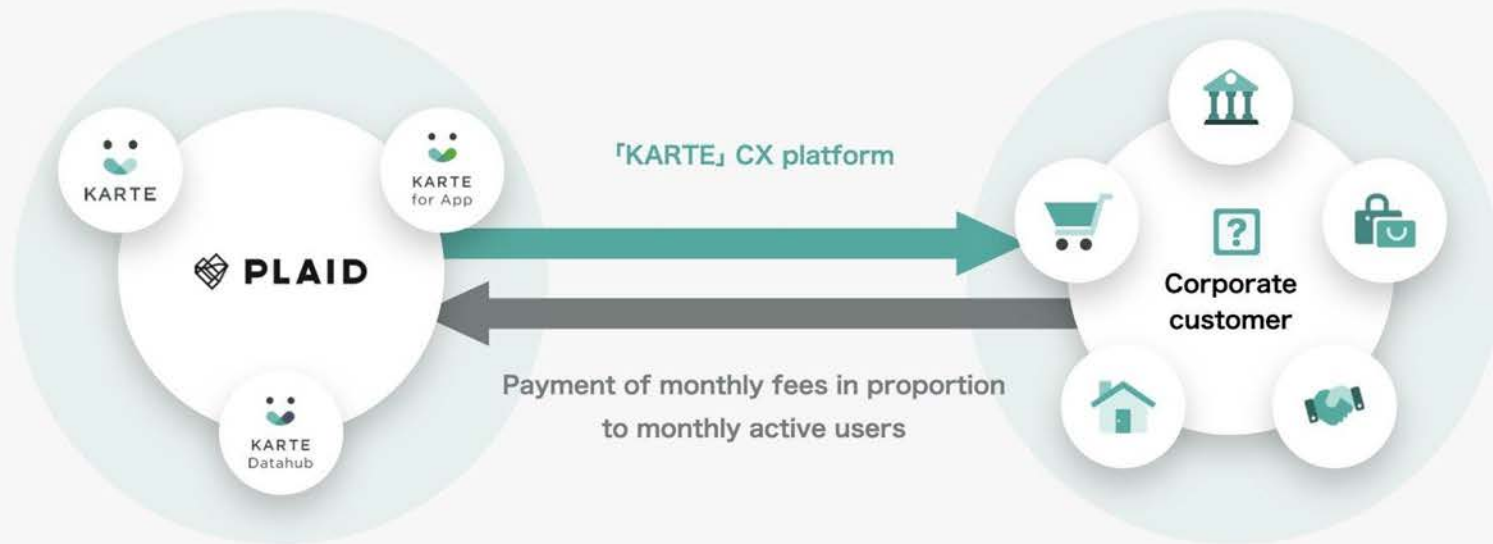 KARTE
KARTE
for App
PLAID
KARTE
Datahub
「KARTE」 CX platform
Payment of monthly fees in proportion
to monthly active users
?
Corporate
customer